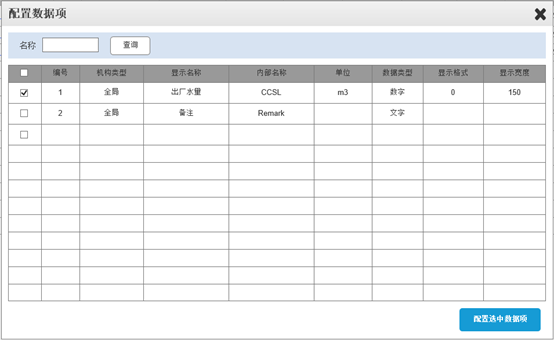 配置数据项
名称 查询
编号 机构类型 显示名称 内部名称 单位 数据类型 显示格式 显示宽度
1 全局 出厂水量 CCSL m3 数字 0 150
2 全局 备注 Remark 文字
配置选中数据项